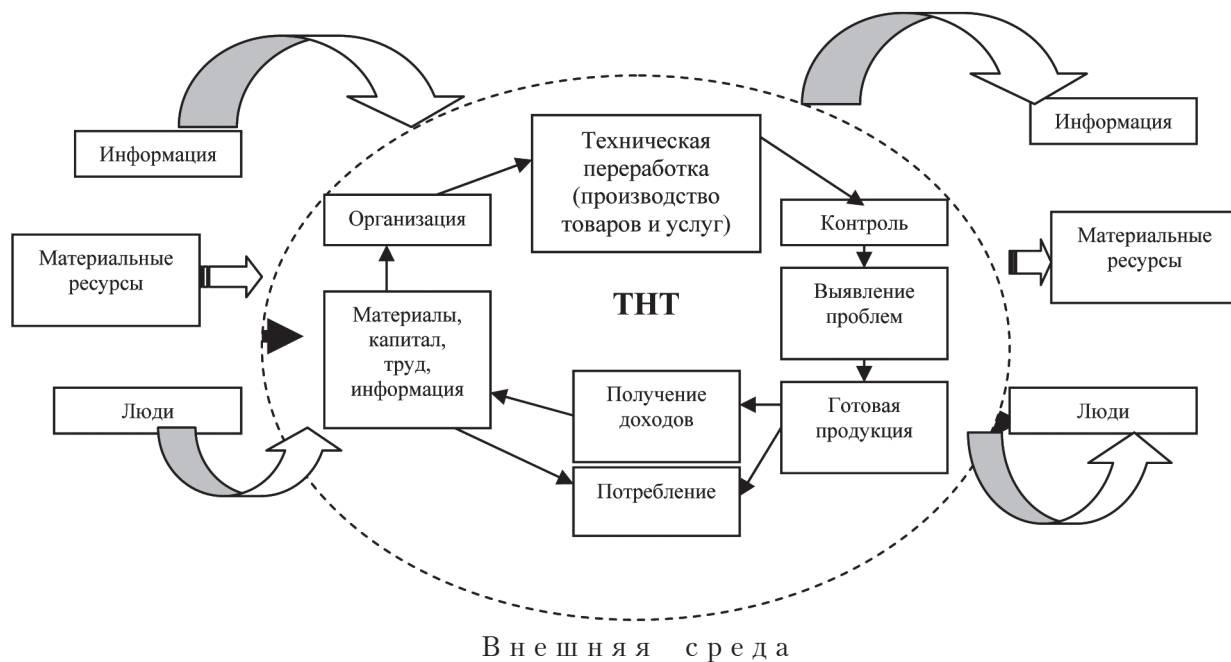 Информация
Материальные
ресурсы
Люди
Техническая
переработка
(производство
товаров и услуг)
Организация
Контроль
ТНТ
Материалы,
капитал,
труд,
информация
Выявление
проблем
Получение
доходов
Готовая
продукция
Потребление
Информация
Материальные
ресурсы
Люди
Внешняя среда